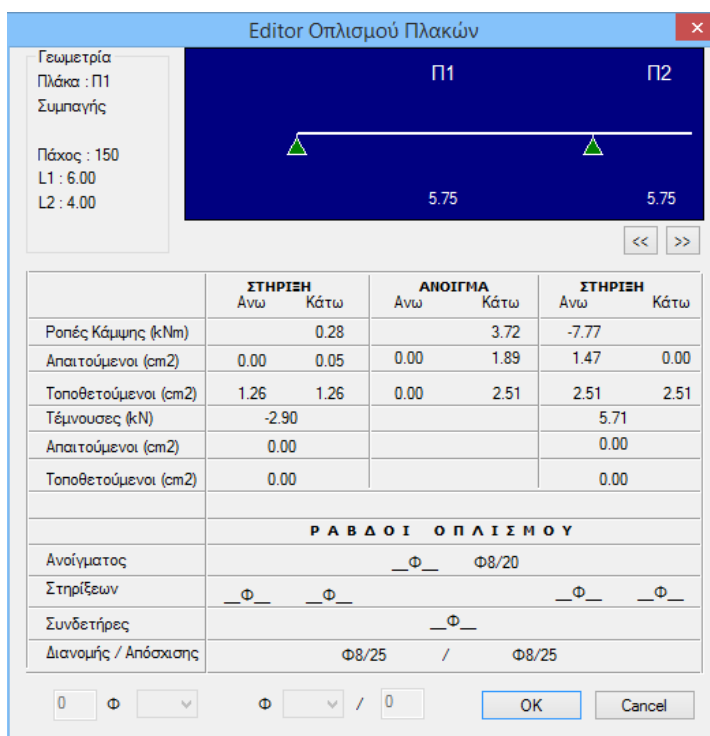 Editor Οπλισμού Πλακών
Γεωμετρία
Πλάκα : Π1
Συμπαγής
Πάχος : 150
L1 : 6.00
L2 : 4.00
Π1 Π2
5.75 5.75
<< >>
ΣΤΗΡΙΞΗ ΑΝΟΙΓΜΑ ΣΤΗΡΙΞΗ
Ανω Κάτω Ανω Κάτω Ανω Κάτω
Ροπές Κάμψης (kNm) 0.28 3.72 -7.77
Απαιτούμενοι (cm2) 0.00 0.05 0.00 1.89 1.47 0.00
Τοποθετούμενοι (cm2) 1.26 1.26 0.00 2.51 2.51 2.51
Τέμνουσες (kN) -2.90 5.71
Απαιτούμενοι (cm2) 0.00 0.00
Τοποθετούμενοι (cm2) 0.00 0.00
ΡΑΒΔΟΙ ΟΠΛΙΣΜΟΥ
Ανοίγματος __Φ__ Φ8/20
Στηρίξεων __Φ__ __Φ__ __Φ__ __Φ__
Συνδετήρες __Φ__
Διανομής / Απόσχισης Φ8/25 / Φ8/25
0 Φ Φ / 0 OK Cancel